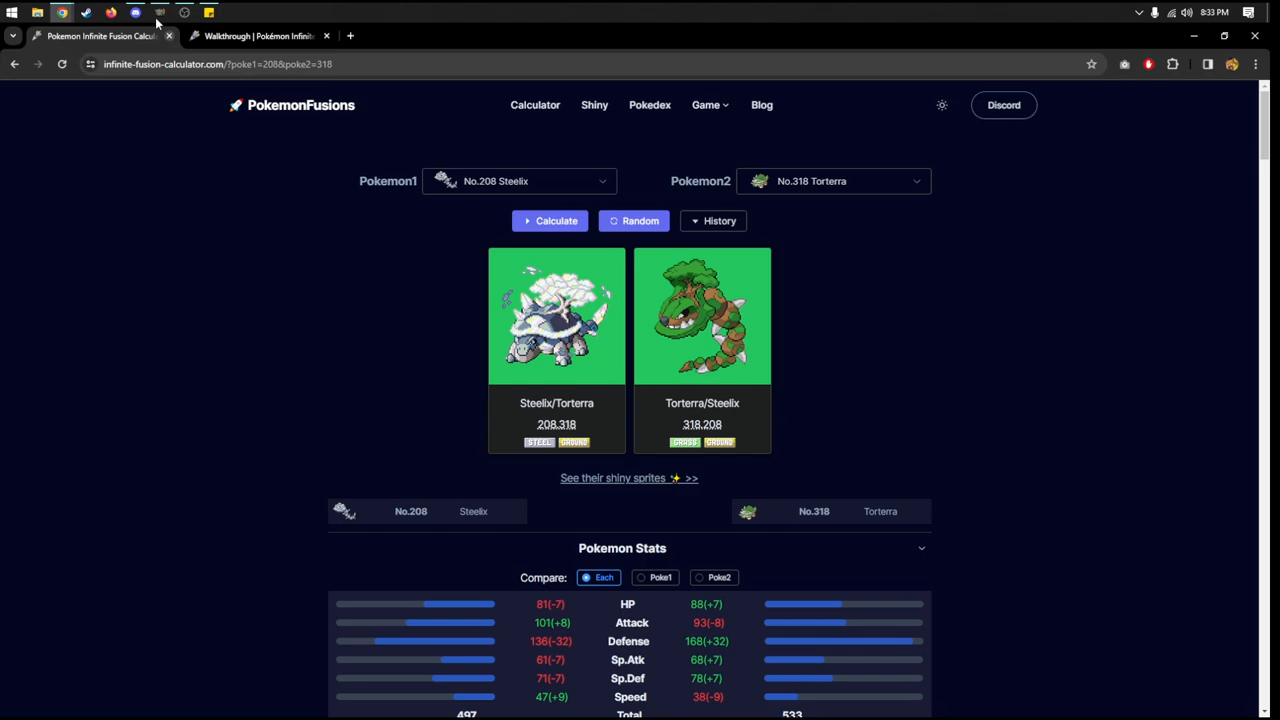 8:33 PM
Pokemon Infinite Fusion Calcul
Walkthrough | Pokémon Infinite
infinite-fusion-calculator.com/?poke1=208&poke2=318
PokemonFusions
Calculator
Shiny
Pokedex
Game
Blog
Discord
Pokemon1
No.208 Steelix
Pokemon2
No.318 Torterra
Calculate
Random
History
Steelix/Torterra
208.318
STEEL GROUND
Torterra/Steelix
318.208
GRASS GROUND
See their shiny sprites ✨ >>
No.208 Steelix
No.318 Torterra
Pokemon Stats
Compare: Each Poke1 Poke2
81(-7) HP 88(+7)
101(+8) Attack 93(-8)
136(-32) Defense 168(+32)
61(-7) Sp.Atk 68(+7)
71(-7) Sp.Def 78(+7)
47(+9) Speed 38(-9)
497 Total 533